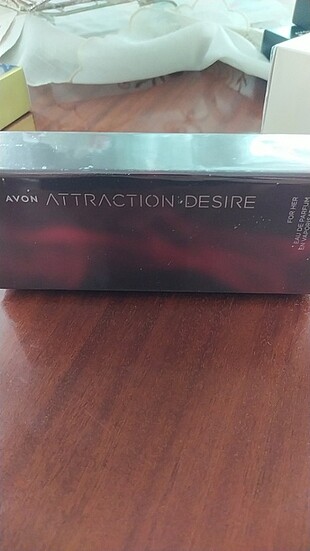 AVON ATTRACTION DESIRE
FOR HER
EAU DE PARFUM